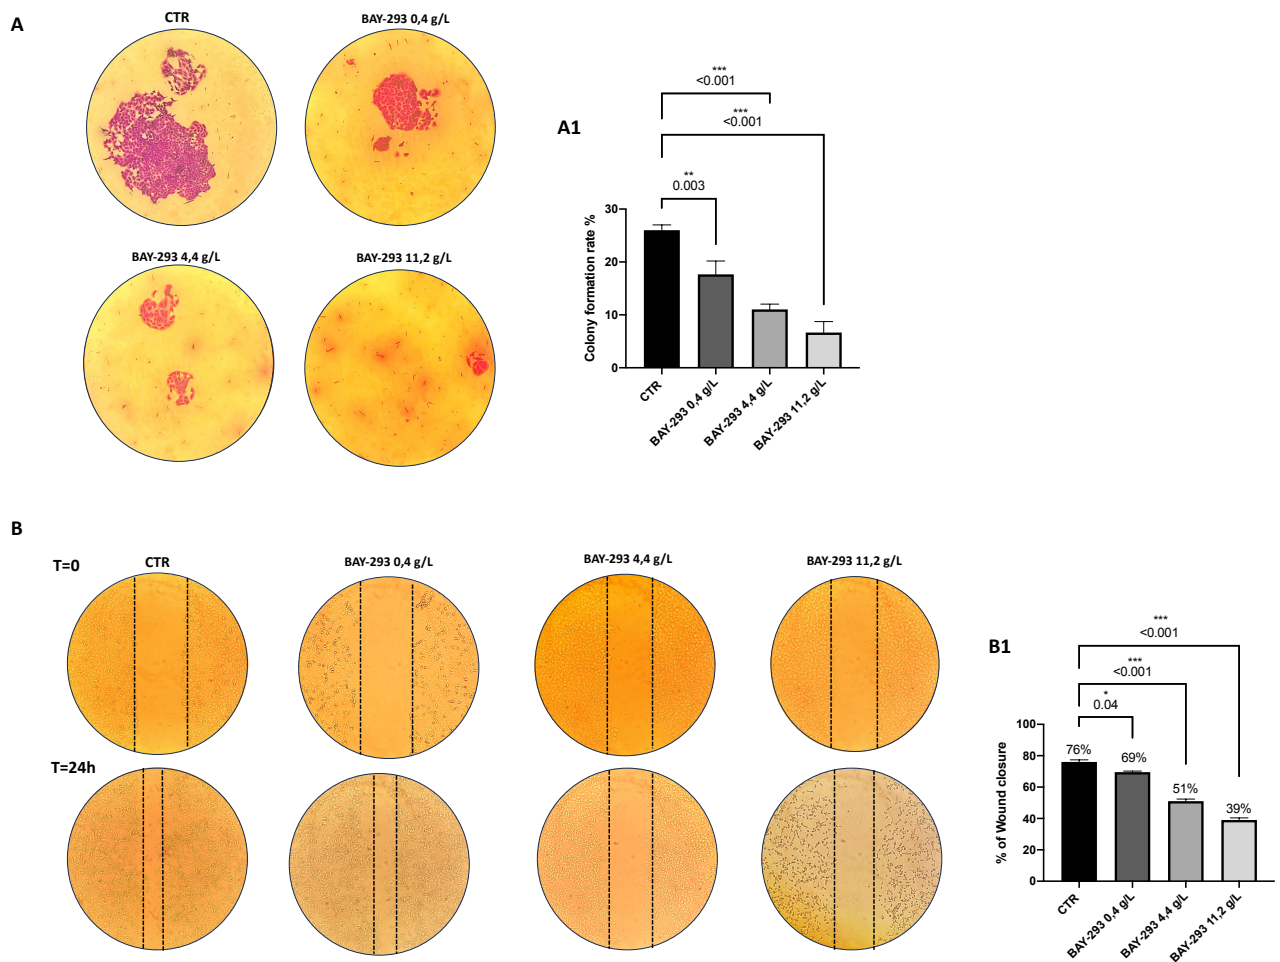 A
CTR
BAY-293 0,4 g/L
BAY-293 4,4 g/L
BAY-293 11,2 g/L
A1
***
<0.001
***
<0.001
**
0.003
Colony formation rate %
30
20
10
0
CTR
BAY-293 0,4 g/L
BAY-293 4,4 g/L
BAY-293 11,2 g/L
B
T=0
CTR
BAY-293 0,4 g/L
BAY-293 4,4 g/L
BAY-293 11,2 g/L
T=24h
B1
***
<0.001
***
<0.001
*
0.04
% of Wound closure
100
80
60
40
20
0
76%
69%
51%
39%
CTR
BAY-293 0,4 g/L
BAY-293 4,4 g/L
BAY-293 11,2 g/L